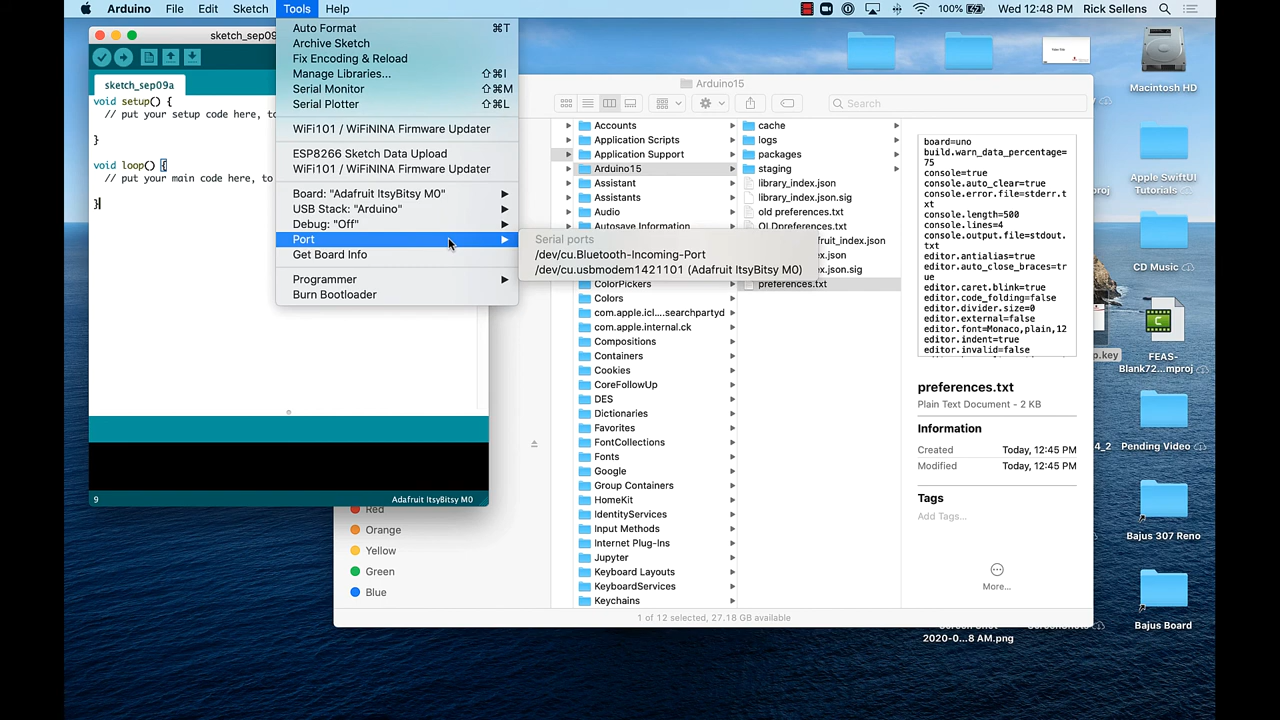 Arduino File Edit Sketch Tools Help 100% Wed 12:48 PM Rick Sellens
sketch_sep09a
void setup() {
// put your setup code here, to
}
void loop() {
// put your main code here, to
}
9
Adafruit ItsyBitsy M0
Auto Format ⌘T
Archive Sketch
Fix Encoding & Reload
Manage Libraries... ⇧⌘I
Serial Monitor ⇧⌘M
Serial Plotter ⇧⌘L
WiFi101 / WiFiNINA Firmware Updater
ESP8266 Sketch Data Upload
WiFi101 / WiFiNINA Firmware Updater
Board: "Adafruit ItsyBitsy M0"
USB Stack: "Arduino"
Debug: "Off"
Port
Get Board Info
Programmer
Burn Bootloader
Serial ports
/dev/cu.Bluetooth-Incoming-Port
/dev/cu.usbmodem1421101 (Adafruit ItsyBitsy M0)
Arduino15
Search
Red
Orange
Yellow
Green
Blue
Accounts
Application Scripts
Application Support
Arduino15
Assistant
Assistants
Audio
Autosave Information
ColorPickers
Colors
com.apple.icl....searchpartyd
com.apple.internal.ck
Compositions
Containers
Cookies
CoreFollowUp
DES
Dictionaries
Favorites
FontCollections
Fonts
Google
Group Containers
HomeKit
IdentityServices
Input Methods
Internet Plug-Ins
Jupyter
Keyboard Layouts
KeyboardServices
Keychains
cache
logs
packages
staging
library_index.json
library_index.json.sig
old preferences.txt
OLDpreferences.txt
preferences.txt
board=uno
build.warn_data_percentage=
75
console=true
console.auto_clear=true
console.error.file=stderr.t
xt
console.length=500
console.lines=4
console.output.file=stdout.
txt
editor.antialias=true
editor.auto_close_braces=tr
ue
editor.caret.blink=true
editor.code_folding=false
editor.divider.size=0
editor.external=false
editor.font=Monaco,plain,12
editor.indent=true
editor.invalid=false
preferences.txt
Plain Text Document - 2 KB
Information
Created Today, 12:45 PM
Modified Today, 12:45 PM
Tags
Add Tags...
More...
1 of 12 selected, 27.18 GB available
Macintosh HD
Apple SwiftUI
Tutorials
CD Music
FEAS-
Blank72...mproj
Pending Video
Bajus 307 Reno
Bajus Board
2020-0...8 AM.png